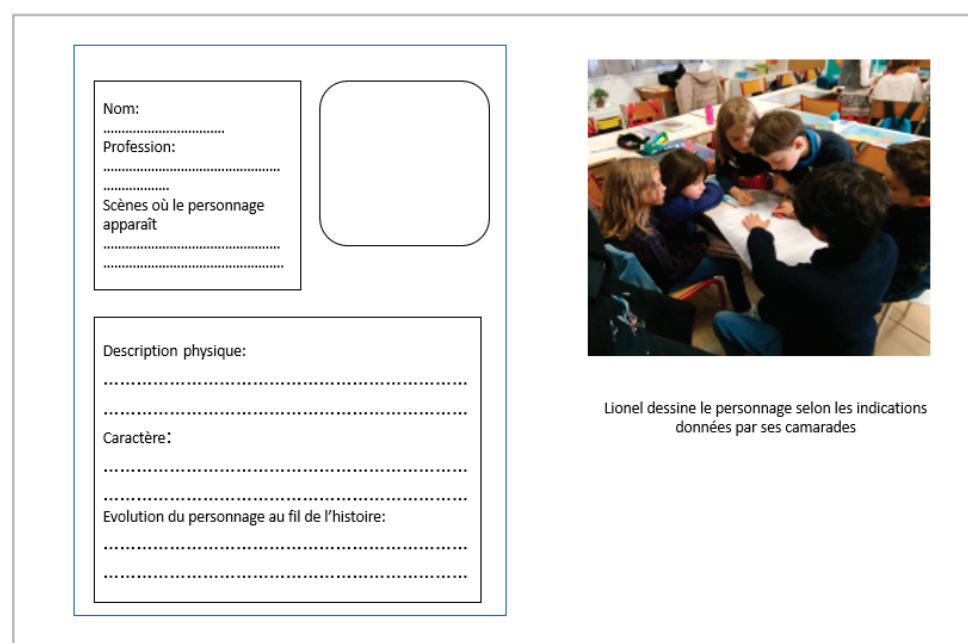 Nom:
..................................
Profession:
..................................................
...................
Scènes où le personnage
apparaît
..................................................
...................................................
Description physique:
……………………………………………………………
……………………………………………………………
Caractère:
……………………………………………………………
……………………………………………………………
Evolution du personnage au fil de l’histoire:
……………………………………………………………
……………………………………………………………
Lionel dessine le personnage selon les indications
données par ses camarades